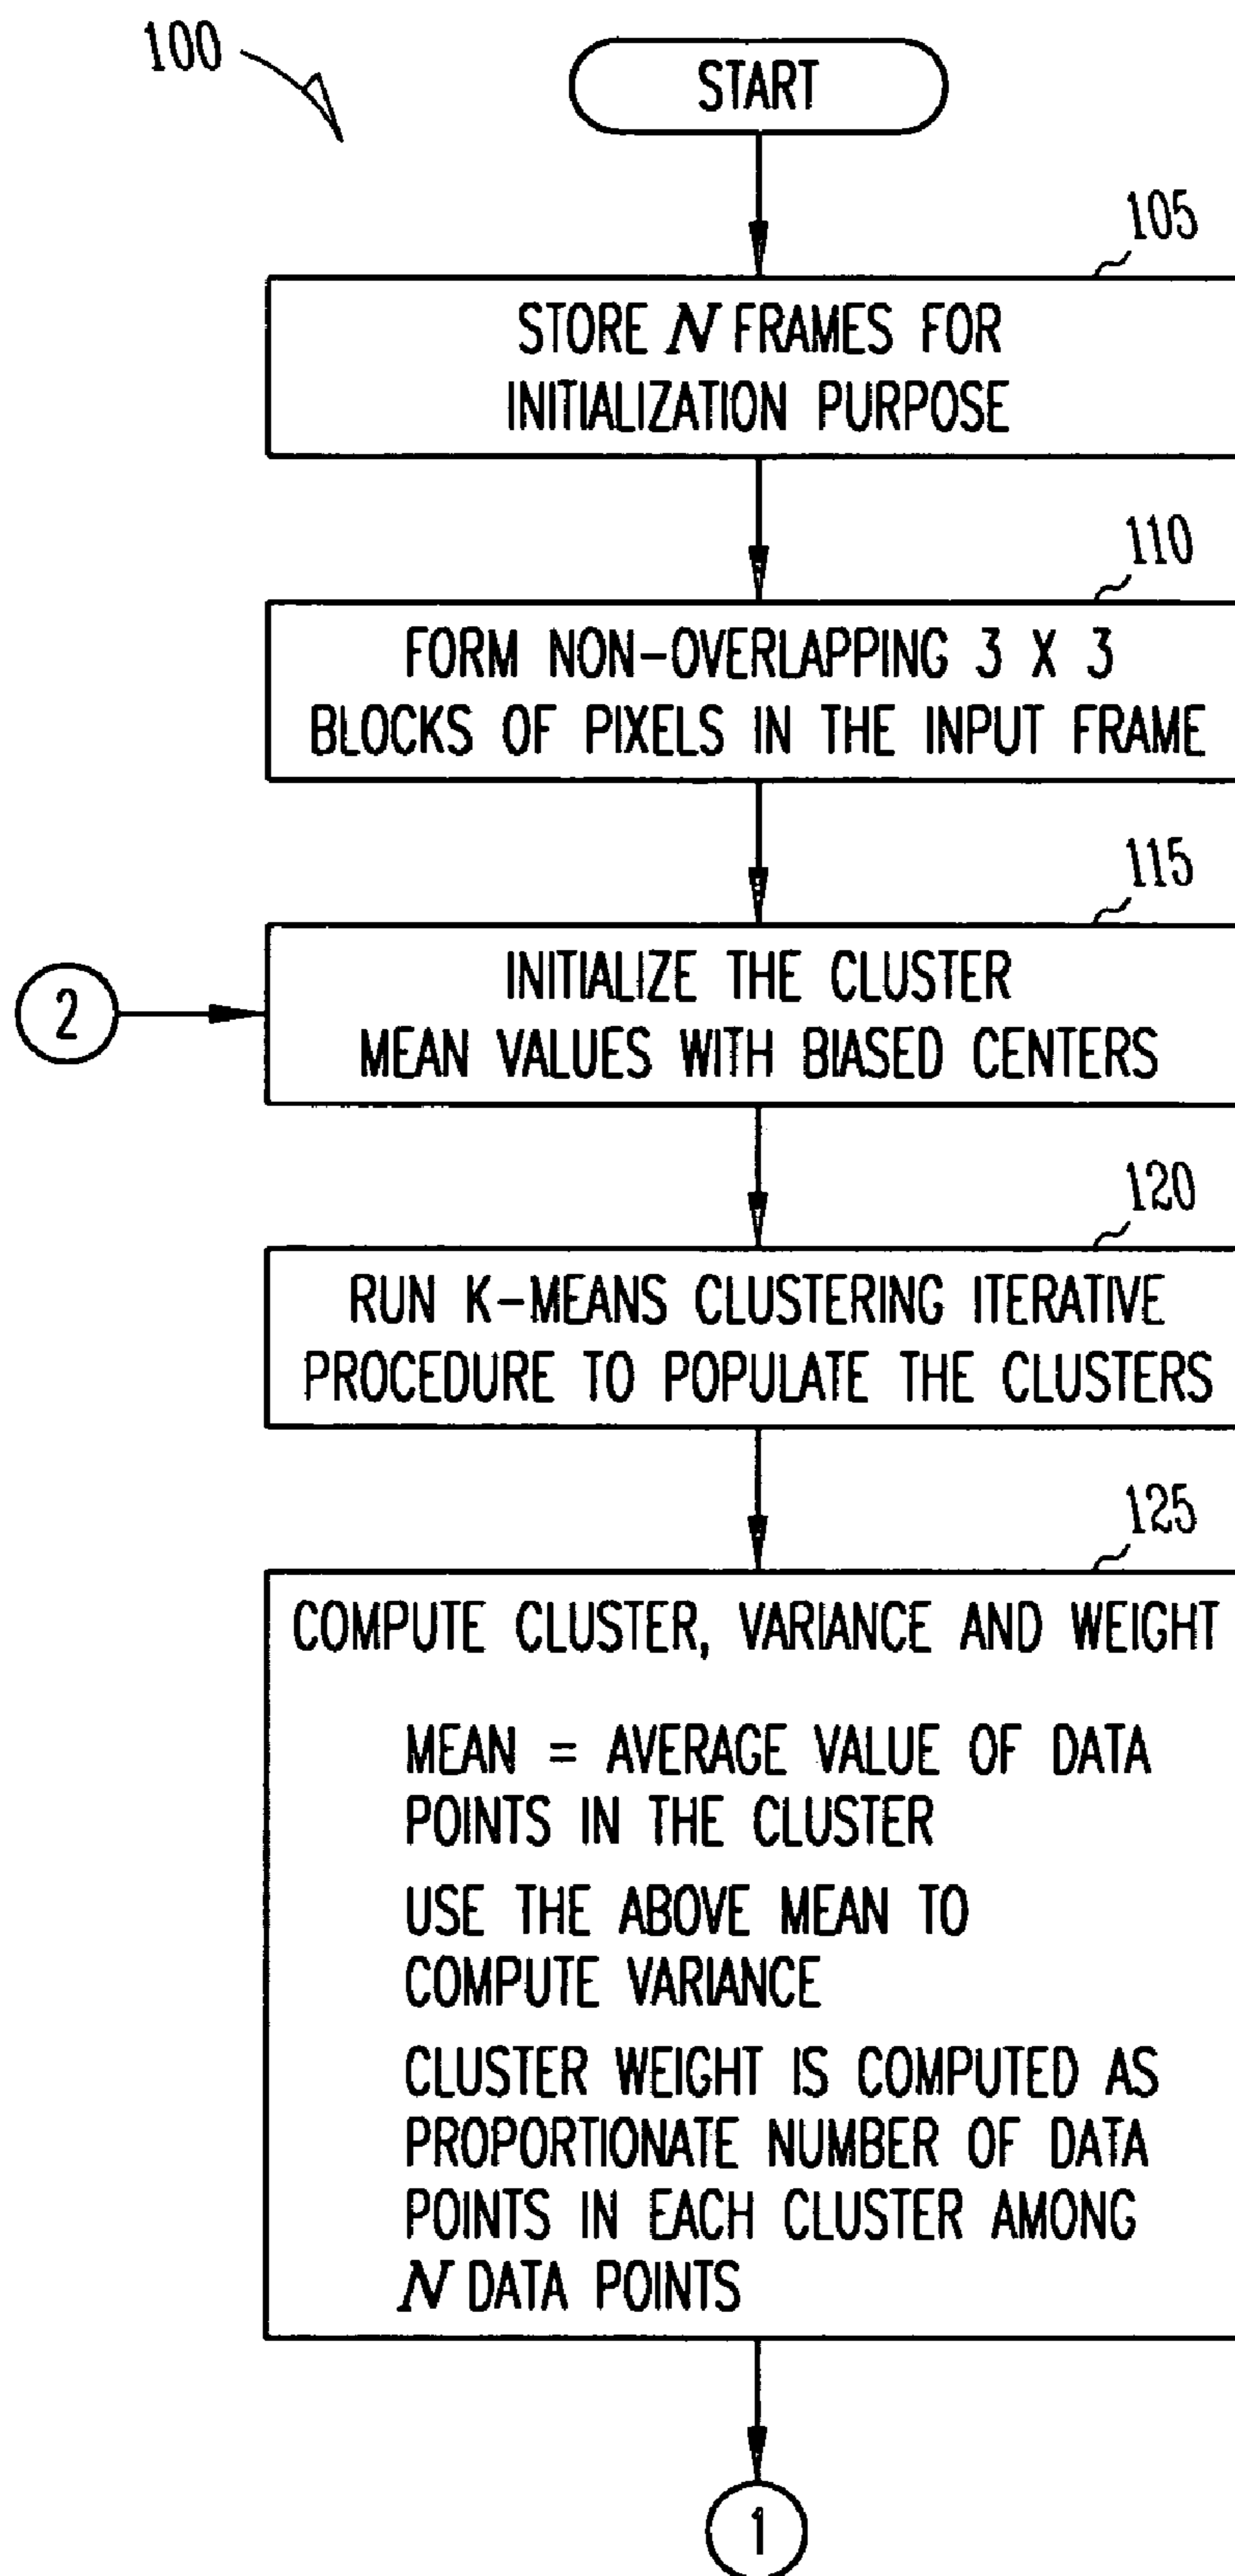 100
START
105
STORE N FRAMES FOR
INITIALIZATION PURPOSE
110
FORM NON-OVERLAPPING 3 X 3
BLOCKS OF PIXELS IN THE INPUT FRAME
115
2
INITIALIZE THE CLUSTER
MEAN VALUES WITH BIASED CENTERS
120
RUN K-MEANS CLUSTERING ITERATIVE
PROCEDURE TO POPULATE THE CLUSTERS
125
COMPUTE CLUSTER, VARIANCE AND WEIGHT
MEAN = AVERAGE VALUE OF DATA
POINTS IN THE CLUSTER
USE THE ABOVE MEAN TO
COMPUTE VARIANCE
CLUSTER WEIGHT IS COMPUTED AS
PROPORTIONATE NUMBER OF DATA
POINTS IN EACH CLUSTER AMONG
N DATA POINTS
1